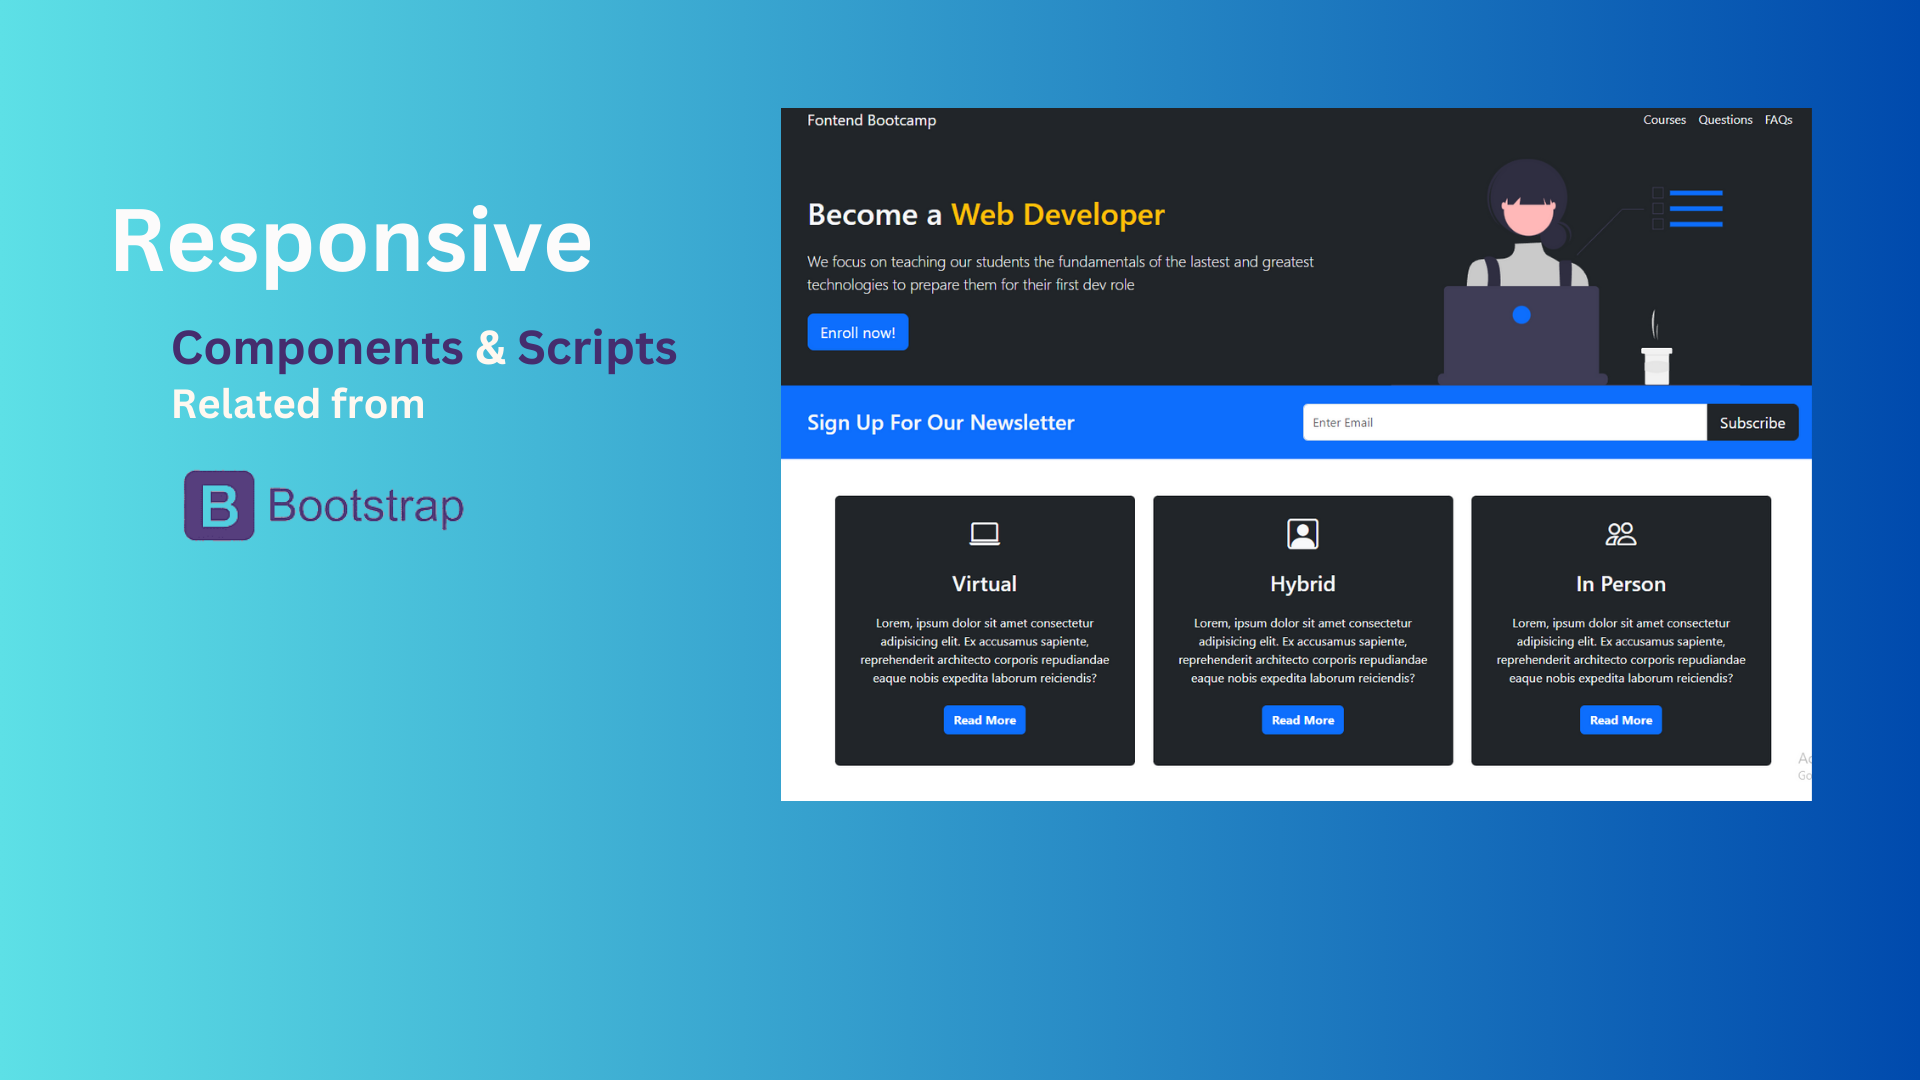 Responsive
Components & Scripts
Related from
B Bootstrap
Fontend Bootcamp
Courses Questions FAQs
Become a Web Developer
We focus on teaching our students the fundamentals of the lastest and greatest
technologies to prepare them for their first dev role
Enroll now!
Sign Up For Our Newsletter
Enter Email
Subscribe
Virtual
Lorem, ipsum dolor sit amet consectetur
adipisicing elit. Ex accusamus sapiente,
reprehenderit architecto corporis repudiandae
eaque nobis expedita laborum reiciendis?
Read More
Hybrid
Lorem, ipsum dolor sit amet consectetur
adipisicing elit. Ex accusamus sapiente,
reprehenderit architecto corporis repudiandae
eaque nobis expedita laborum reiciendis?
Read More
In Person
Lorem, ipsum dolor sit amet consectetur
adipisicing elit. Ex accusamus sapiente,
reprehenderit architecto corporis repudiandae
eaque nobis expedita laborum reiciendis?
Read More